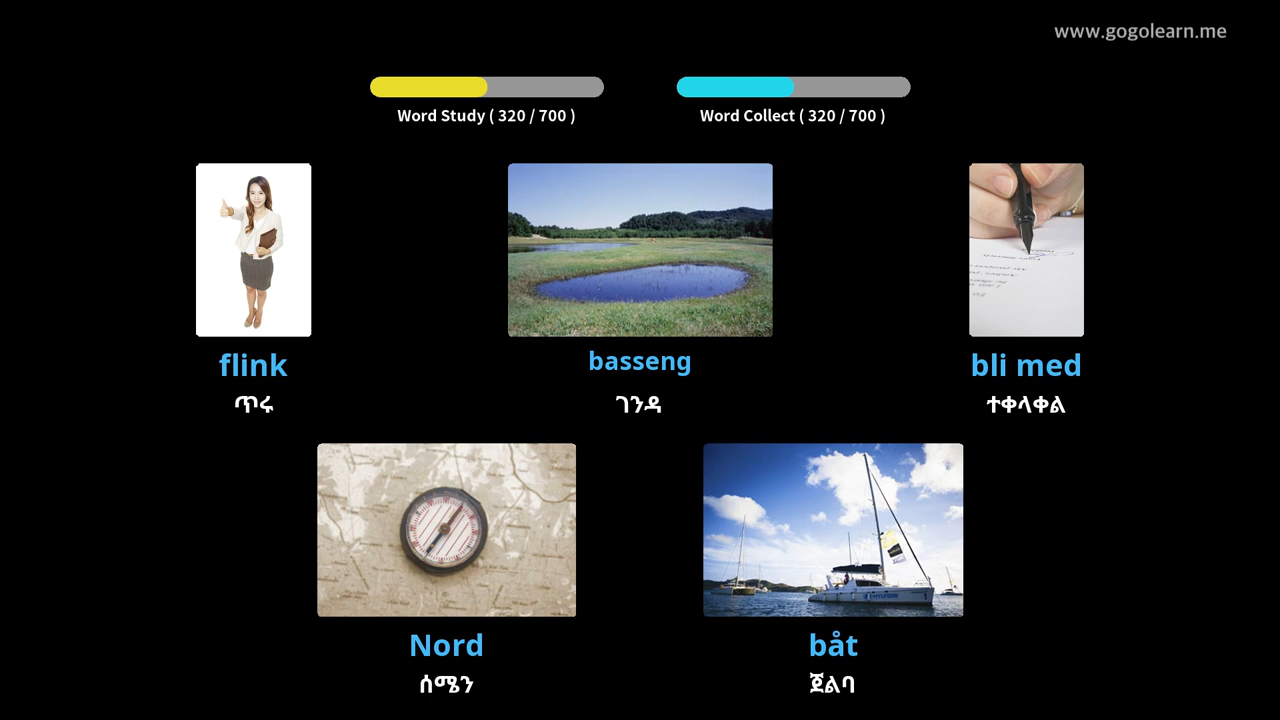 www.gogolearn.me
Word Study ( 320 / 700 )
Word Collect ( 320 / 700 )
flink
ጥሩ
basseng
ገንዳ
bli med
ተቀላቀል
Nord
ሰሜን
båt
ጀልባ